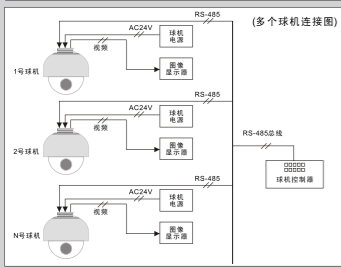 (多个球机连接图)
RS-485
AC24V
球机
电源
视频
图像
显示器
1号球机
RS-485
AC24V
球机
电源
视频
图像
显示器
2号球机
RS-485总线
球机控制器
RS-485
AC24V
球机
电源
视频
图像
显示器
N号球机